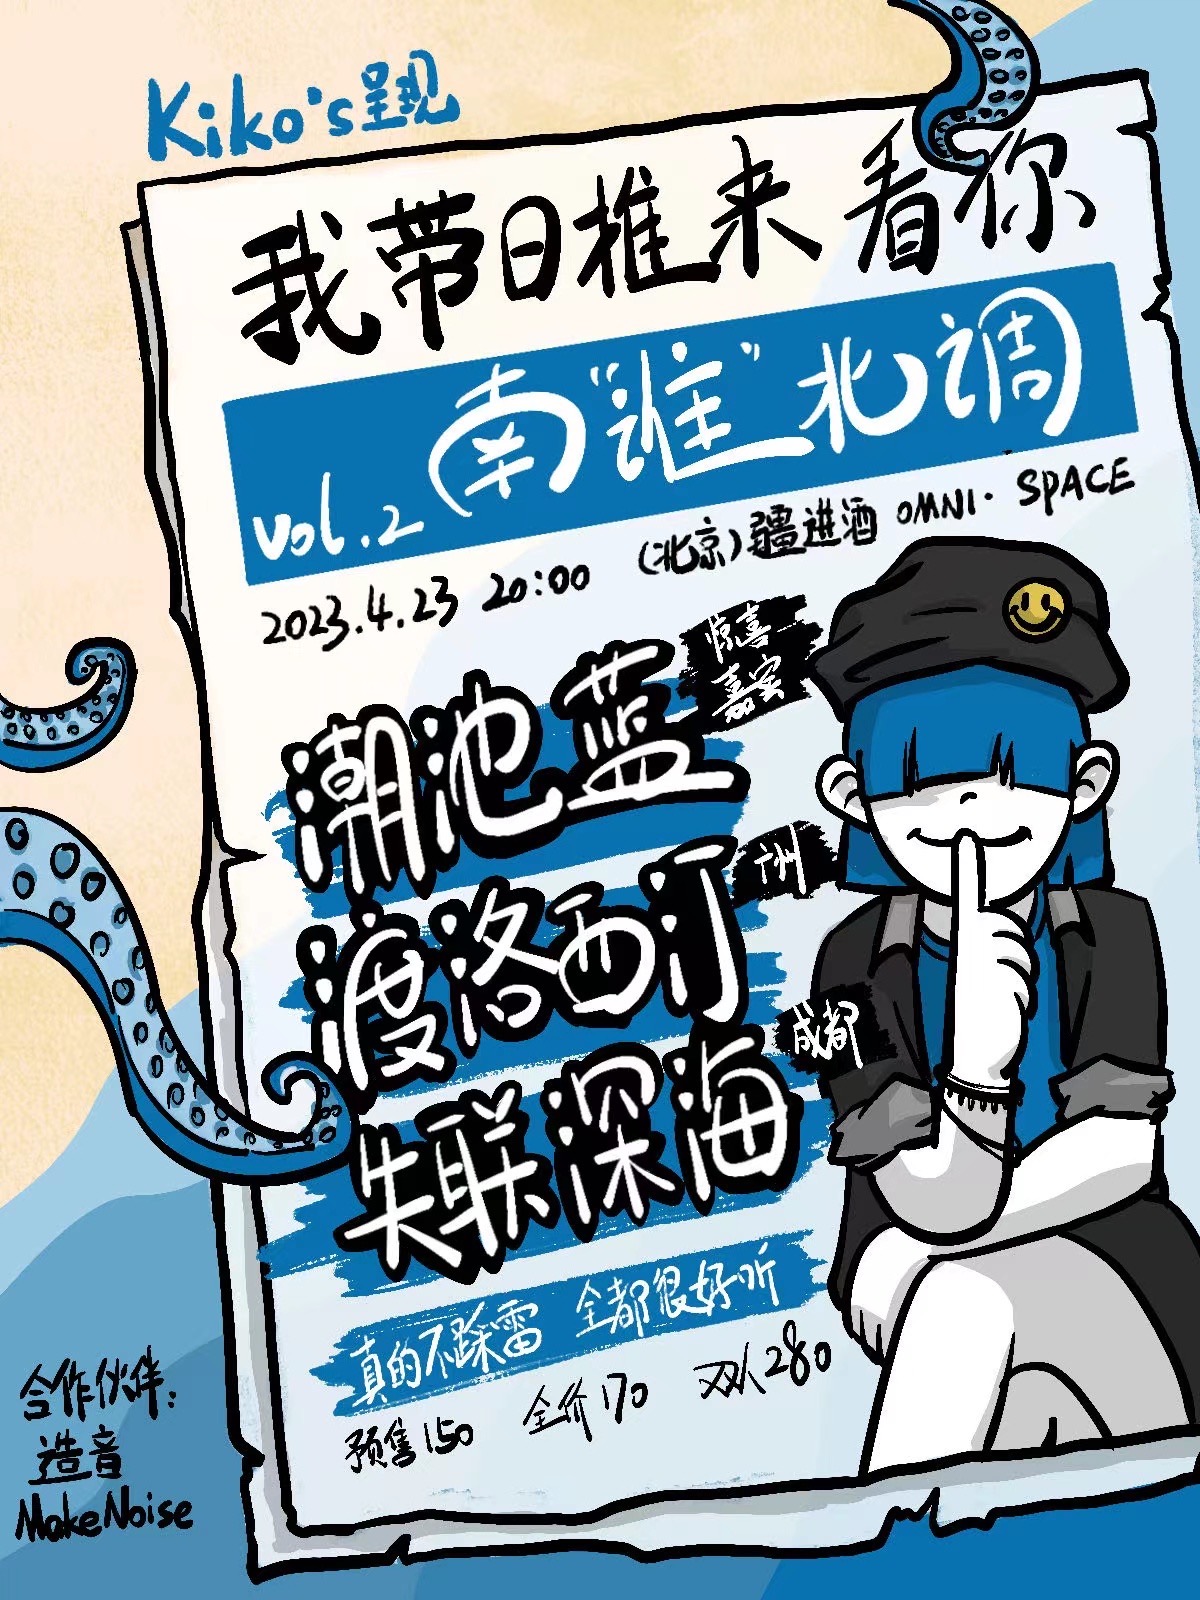 Kiko's呈现
我带日推来看你
vol.2 南“谁”北调
2023.4.23 20:00 (北京)疆进酒 OMNI·SPACE
潮池蓝 惊喜嘉宾
渡洛西汀 广州
失联深海 成都
真的不踩雷 全都很好听
预售150 全价170 双人280
合作伙伴：
造音
MakeNoise